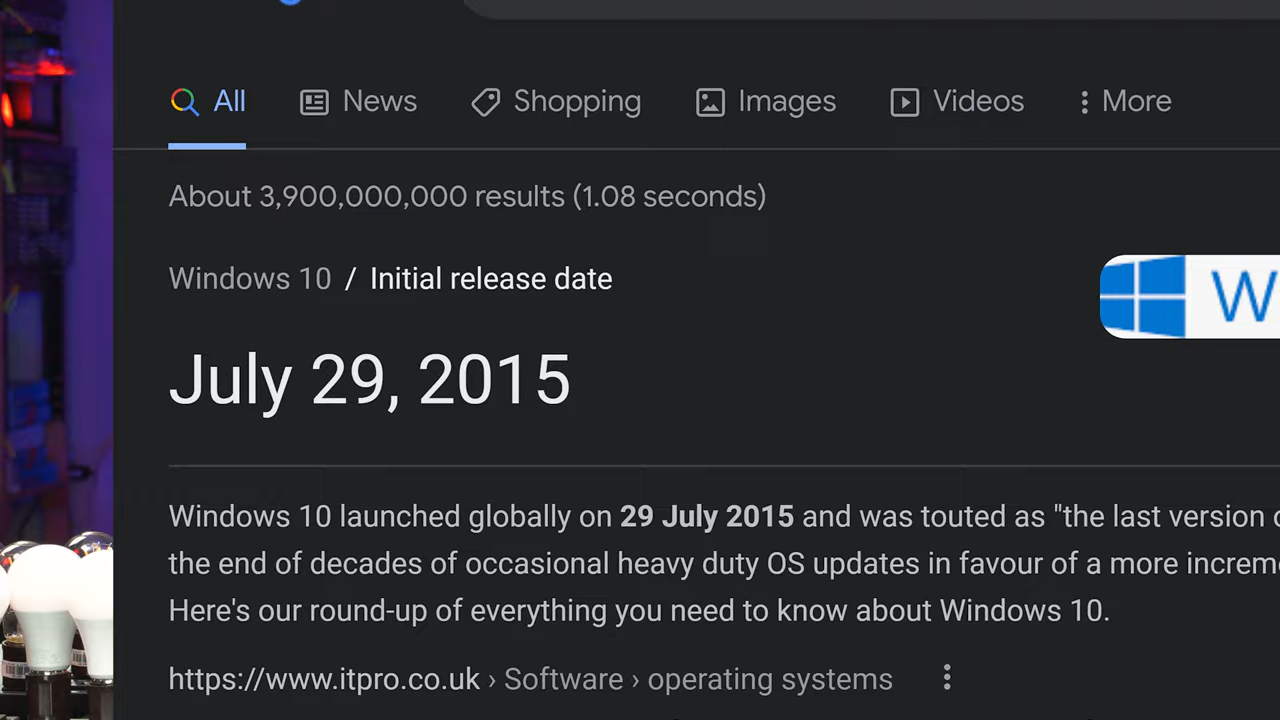 All News Shopping Images Videos More
About 3,900,000,000 results (1.08 seconds)
Windows 10 / Initial release date
W
July 29, 2015
Windows 10 launched globally on 29 July 2015 and was touted as "the last version
the end of decades of occasional heavy duty OS updates in favour of a more increm
Here's our round-up of everything you need to know about Windows 10.
https://www.itpro.co.uk › Software › operating systems